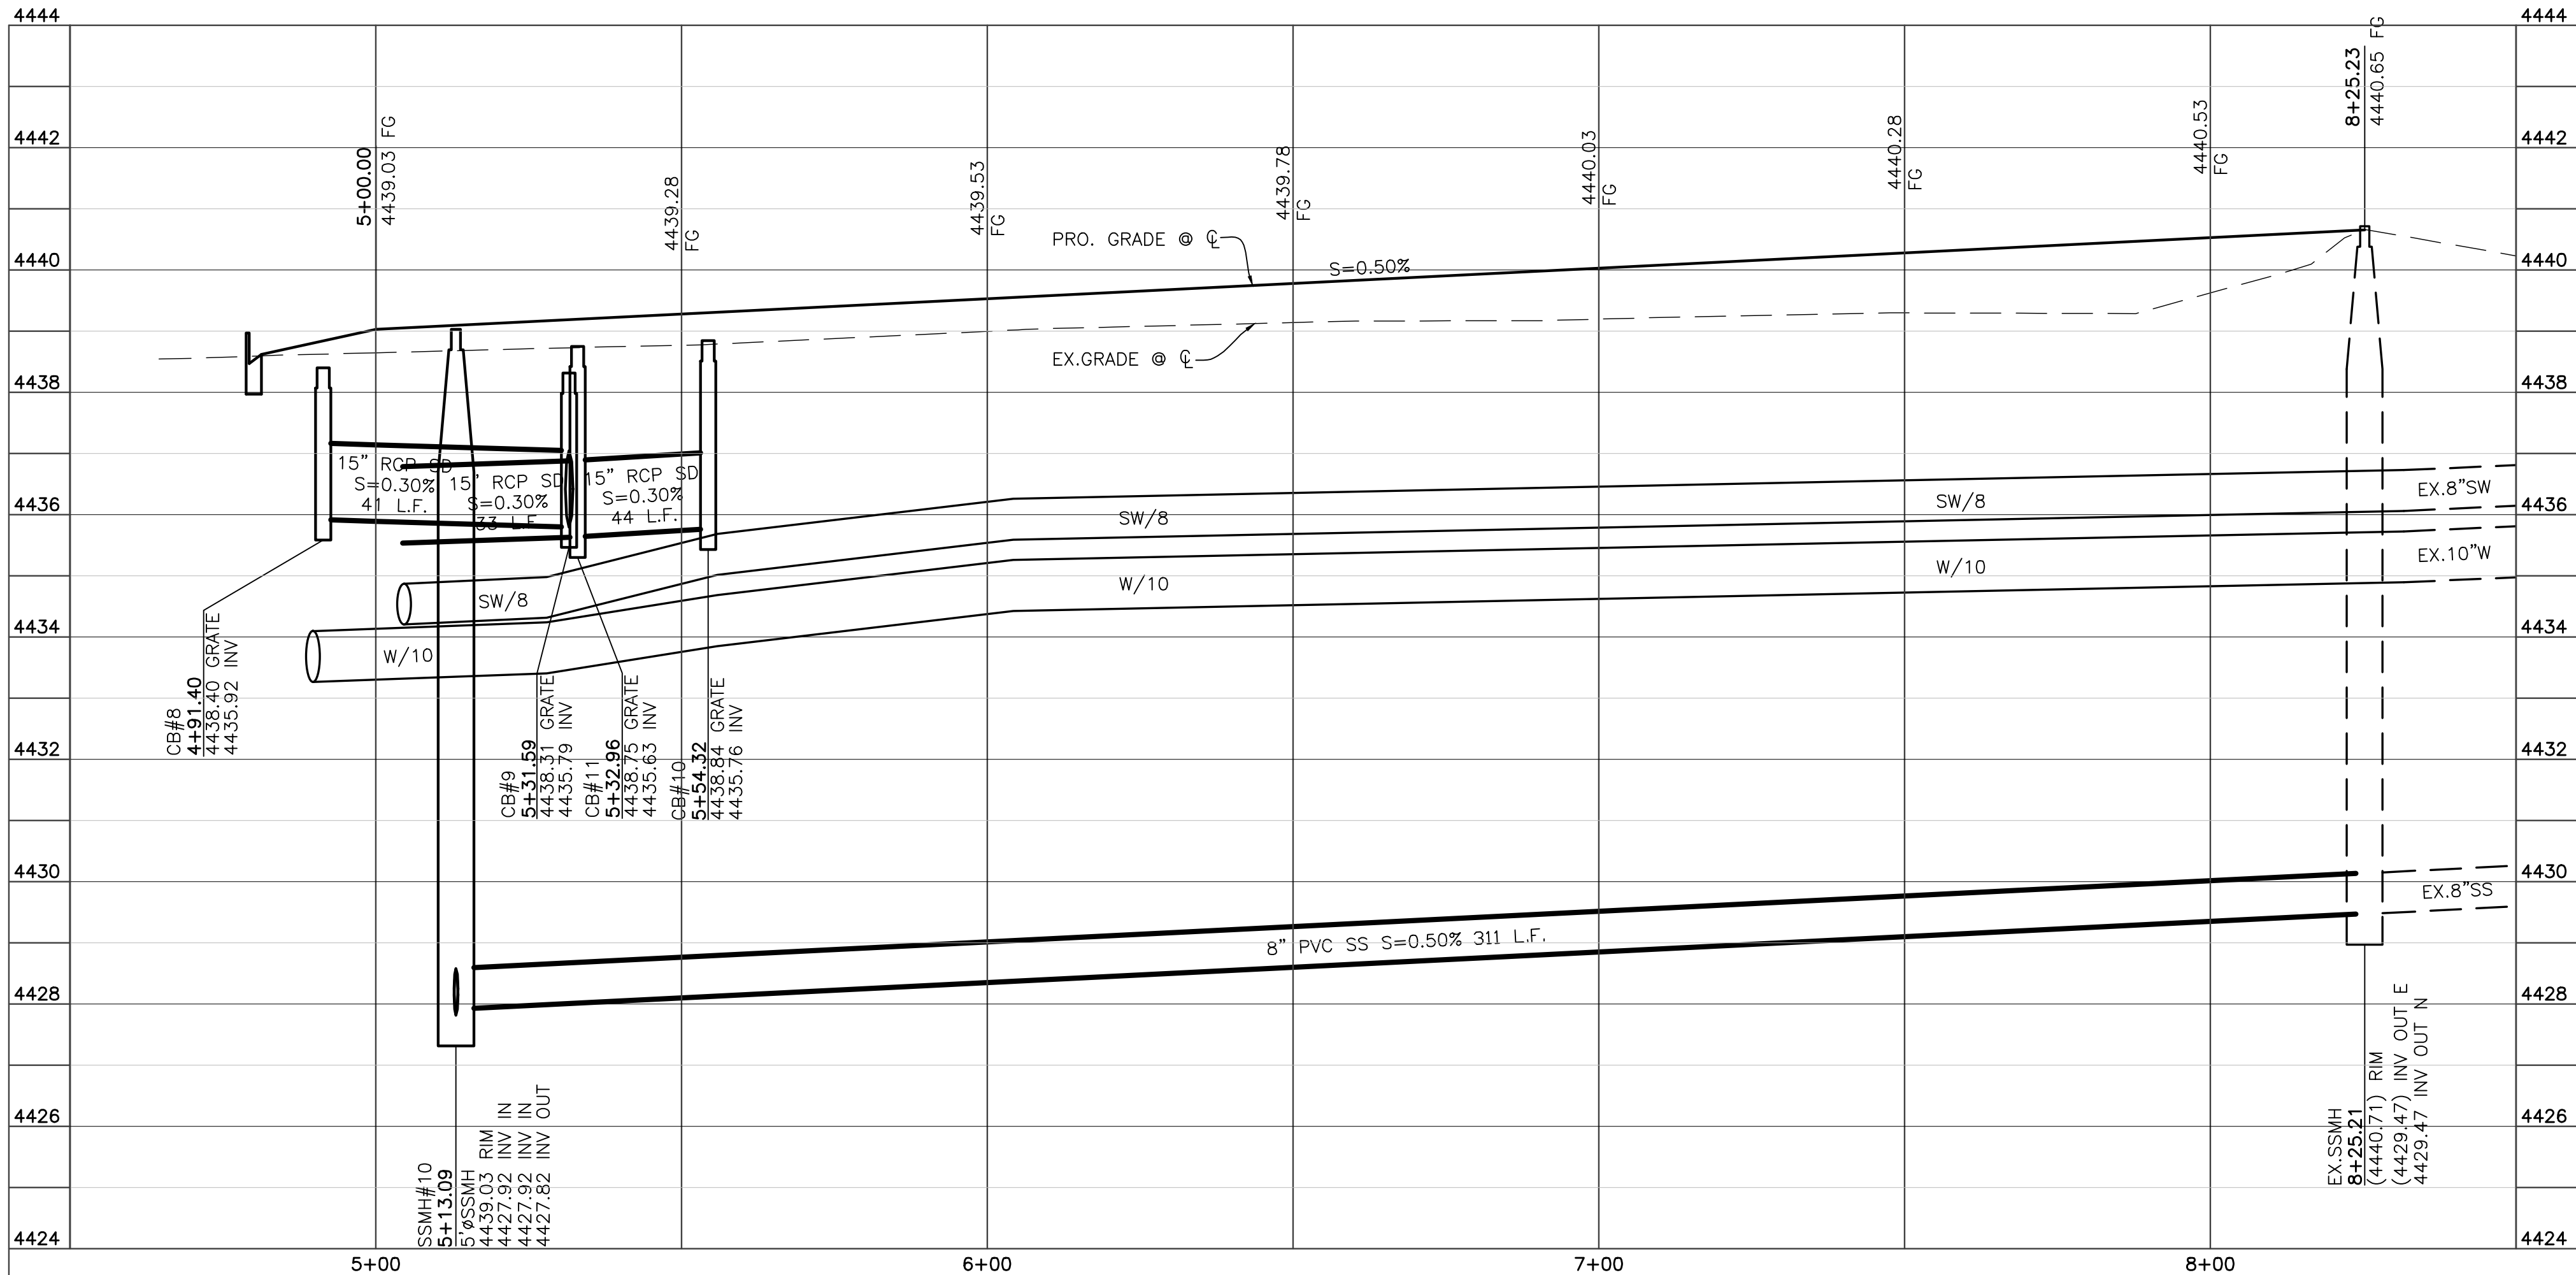 4444
4442
4440
4438
4436
4434
4432
4430
4428
4426
4424
5+00.00
4439.03 FG
4439.28
FG
4439.53
FG
4439.78
FG
4440.03
FG
4440.28
FG
4440.53
FG
8+25.23
4440.65 FG
PRO. GRADE @ ℄
S=0.50%
EX.GRADE @ ℄
15" RCP SD
S=0.30%
41 L.F.
15' RCP SD
S=0.30%
33 L.F.
15" RCP SD
S=0.30%
44 L.F.
SW/8
W/10
SW/8
W/10
SW/8
W/10
EX.8"SW
EX.10"W
CB#8
4+91.40
4438.40 GRATE
4435.92 INV
CB#9
5+31.59
4438.31 GRATE
4435.79 INV
CB#11
5+32.96
4438.75 GRATE
4435.63 INV
CB#10
5+54.32
4438.84 GRATE
4435.76 INV
8" PVC SS S=0.50% 311 L.F.
EX.8"SS
SSMH#10
5+13.09
5'øSSMH
4439.03 RIM
4427.92 INV IN
4427.92 INV IN
4427.82 INV OUT
EX.SSMH
8+25.21
(4440.71) RIM
(4429.47) INV OUT E
4429.47 INV OUT N
4444
4442
4440
4438
4436
4434
4432
4430
4428
4426
4424
5+00
6+00
7+00
8+00